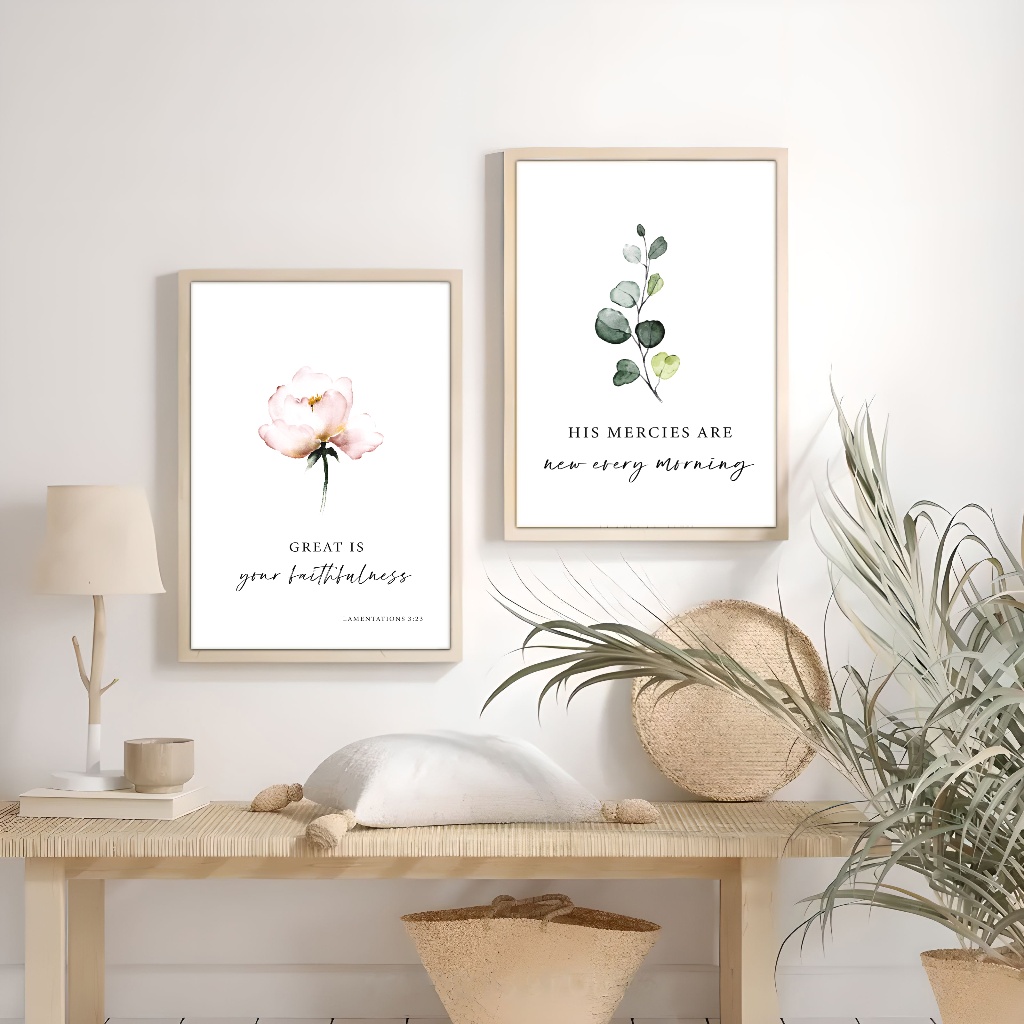 GREAT IS
your faithfulness
LAMENTATIONS 3:23
HIS MERCIES ARE
new every morning